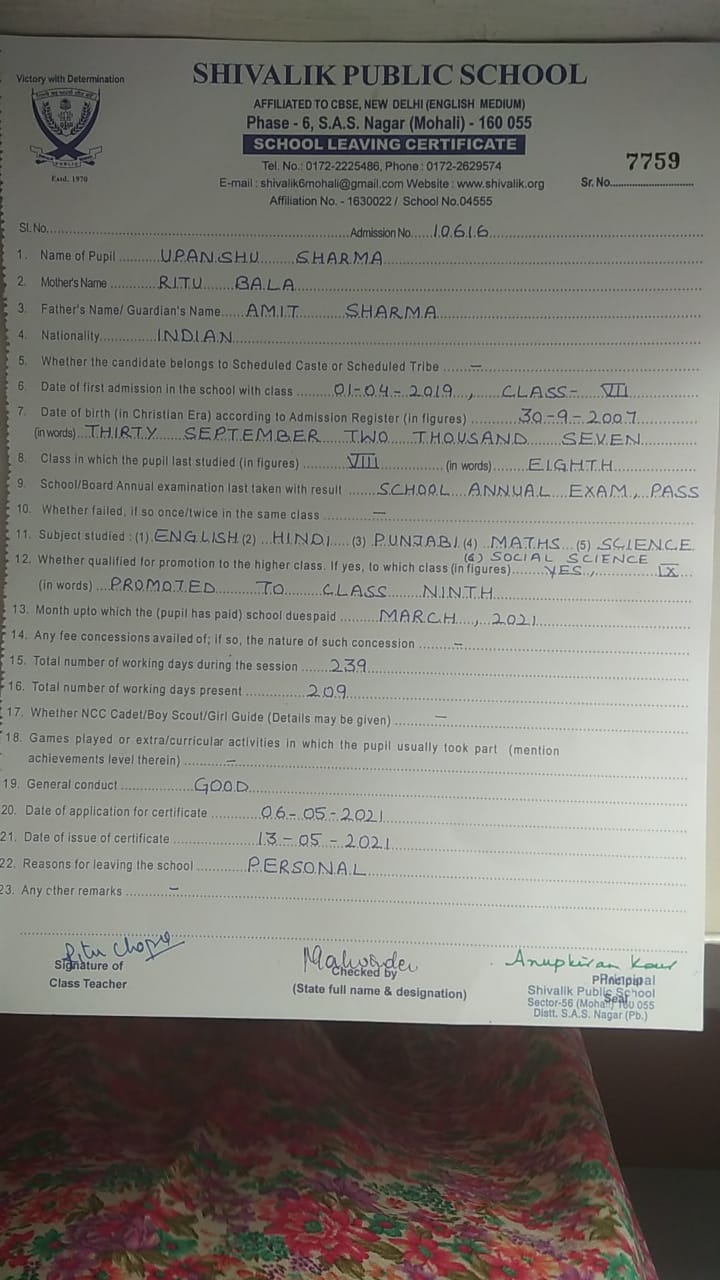 Victory with Determination
SHIVALIK PUBLIC SCHOOL
AFFILIATED TO CBSE, NEW DELHI (ENGLISH MEDIUM)
Phase - 6, S.A.S. Nagar (Mohali) - 160 055
SCHOOL LEAVING CERTIFICATE
Tel. No.: 0172-2225486, Phone : 0172-2629574
E-mail : shivalik6mohali@gmail.com Website : www.shivalik.org
Affiliation No. - 1630022 / School No.04555
PUBLIC
Estd. 1970
7759
Sr. No.............................
Sl. No............................Admission No.....10616............
1. Name of Pupil ...........UPANSHU SHARMA
2. Mother's Name ............RITU BALA
3. Father's Name/ Guardian's Name....AMIT SHARMA
4. Nationality..............INDIAN
5. Whether the candidate belongs to Scheduled Caste or Scheduled Tribe ......—
6. Date of first admission in the school with class ........01-04-2019, CLASS- VII
7. Date of birth (in Christian Era) according to Admission Register (in figures) ..........30-9-2007
(in words)..THIRTY SEPTEMBER TWO THOUSAND SEVEN
8. Class in which the pupil last studied (in figures) ....VIII.... (in words)........EIGHTH
9. School/Board Annual examination last taken with result ......SCHOOL ANNUAL EXAM., PASS
10. Whether failed, if so once/twice in the same class ..........—
11. Subject studied : (1) ENGLISH (2) HINDI (3) PUNJABI (4) MATHS (5) SCIENCE
(6) SOCIAL SCIENCE
12. Whether qualified for promotion to the higher class. If yes, to which class (in figures).......YES, IX
(in words)...PROMOTED TO CLASS NINTH
13. Month upto which the (pupil has paid) school duespaid .........MARCH, 2021
14. Any fee concessions availed of; if so, the nature of such concession .........—
15. Total number of working days during the session ......239
16. Total number of working days present .............209
17. Whether NCC Cadet/Boy Scout/Girl Guide (Details may be given) .........—
18. Games played or extra/curricular activities in which the pupil usually took part (mention
achievements level therein) ...........—
19. General conduct ...............GOOD
20. Date of application for certificate ..........06-05-2021
21. Date of issue of certificate .................13-05-2021
22. Reasons for leaving the school ..........PERSONAL
23. Any other remarks ............—
Signature of
Class Teacher
Checked by
(State full name & designation)
Anupkiran Kaur
Principal
Principal
Shivalik Public School
Seal
Sector-56 (Mohali) 160 055
Distt. S.A.S. Nagar (Pb.)